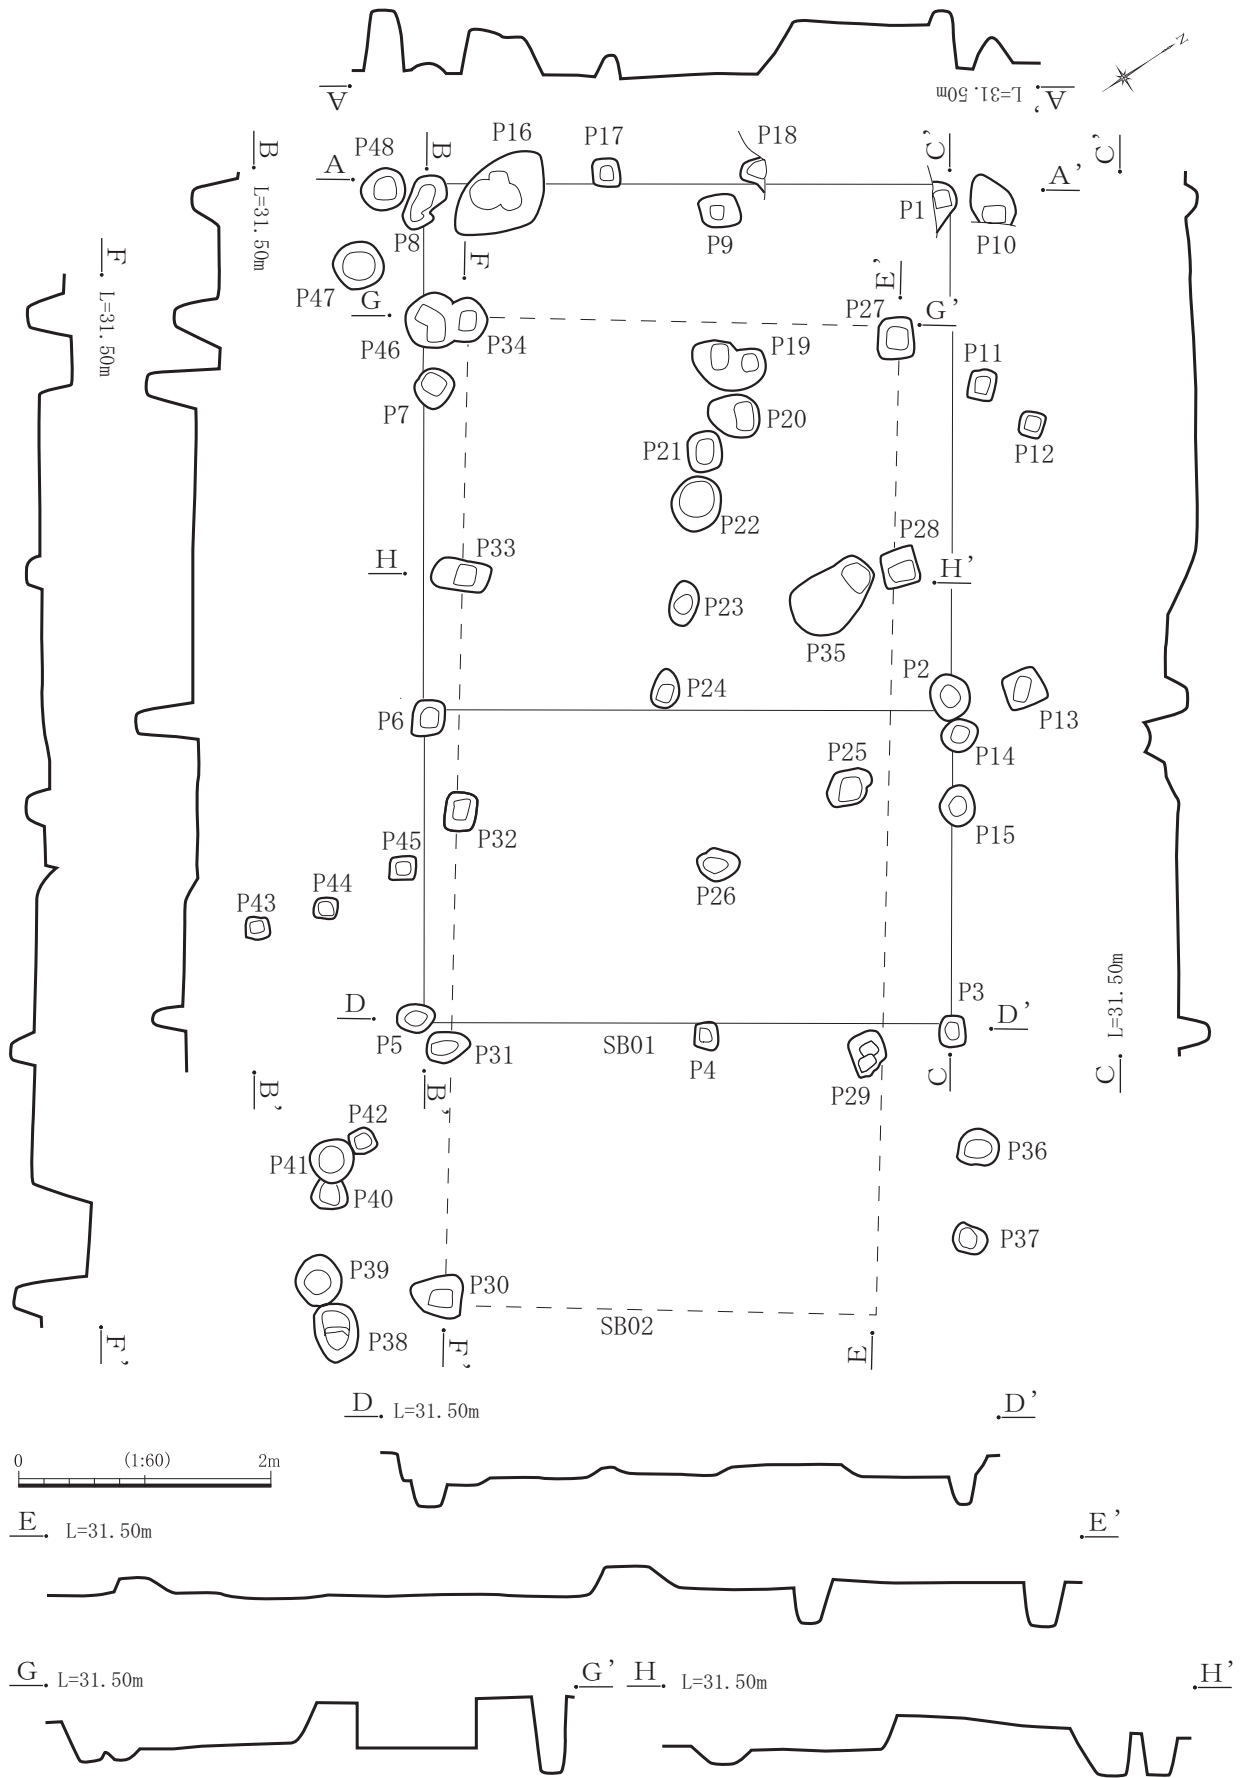 A
L=31.50m
A'
N
B
B
C'
C'
P48
P16
P17
P18
A
A'
P8
P9
P1
P10
L=31.50m
F
F
P47
G
E'
P27
G'
L=31.50m
P46
P34
P19
P11
P7
P20
P12
P21
P22
P28
H
P33
H'
P23
P35
P24
P2
P6
P13
P14
P25
P32
P15
P45
P26
P44
P43
L=31.50m
D
P3
D'
P5
P31
SB01
P4
C
C
B'
B'
P29
P42
P41
P40
P36
P37
P39
P30
SB02
P38
F'
F'
E
D
L=31.50m
D'
0
(1:60)
2m
E
L=31.50m
E'
G
L=31.50m
G'
H
L=31.50m
H'